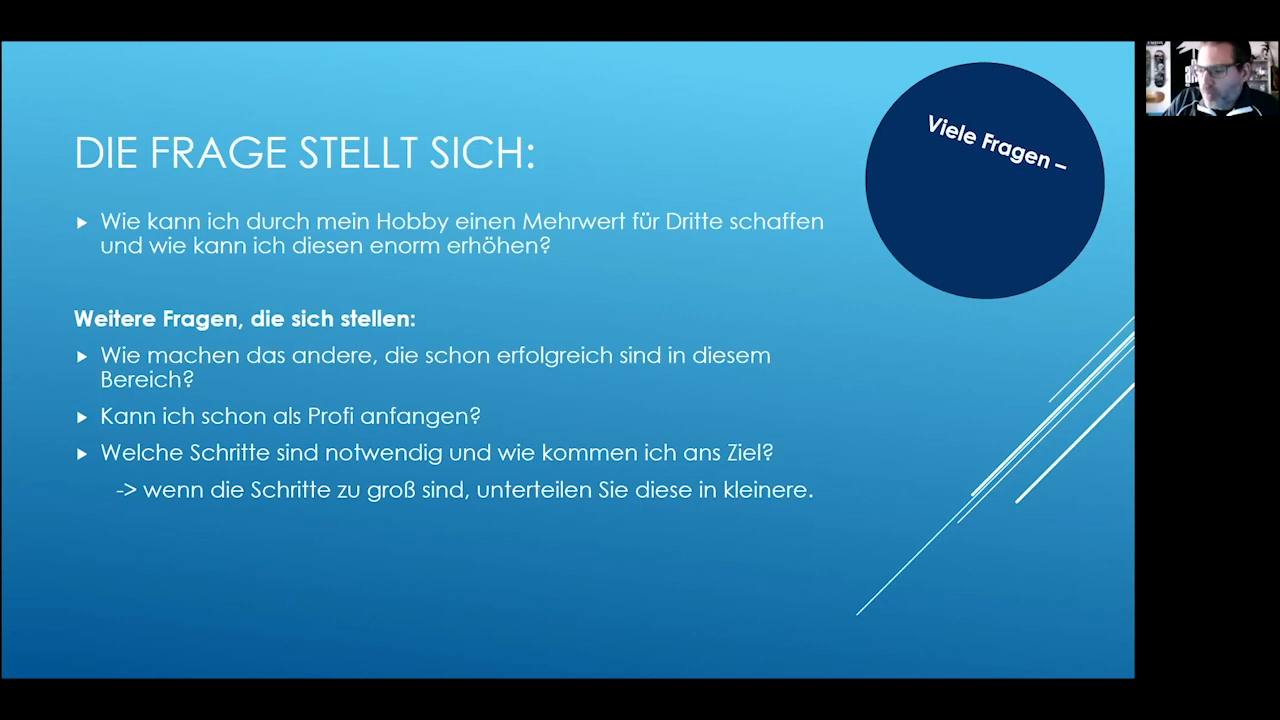 DIE FRAGE STELLT SICH:
Viele Fragen –
▶ Wie kann ich durch mein Hobby einen Mehrwert für Dritte schaffen
und wie kann ich diesen enorm erhöhen?
Weitere Fragen, die sich stellen:
▶ Wie machen das andere, die schon erfolgreich sind in diesem
Bereich?
▶ Kann ich schon als Profi anfangen?
▶ Welche Schritte sind notwendig und wie kommen ich ans Ziel?
-> wenn die Schritte zu groß sind, unterteilen Sie diese in kleinere.